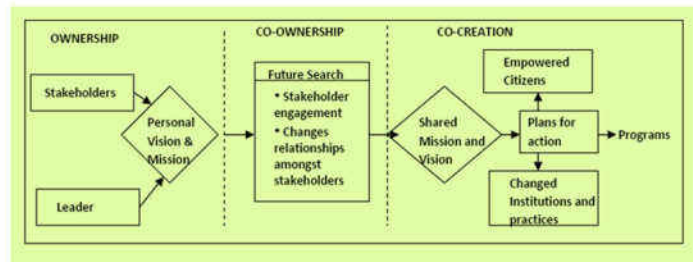 OWNERSHIP
CO-OWNERSHIP
CO-CREATION
Stakeholders
Leader
Personal
Vision &
Mission
Future Search
* Stakeholder
engagement
* Changes
relationships
amongst
stakeholders
Shared
Mission and
Vision
Empowered
Citizens
Plans for
action
Programs
Changed
Institutions and
practices